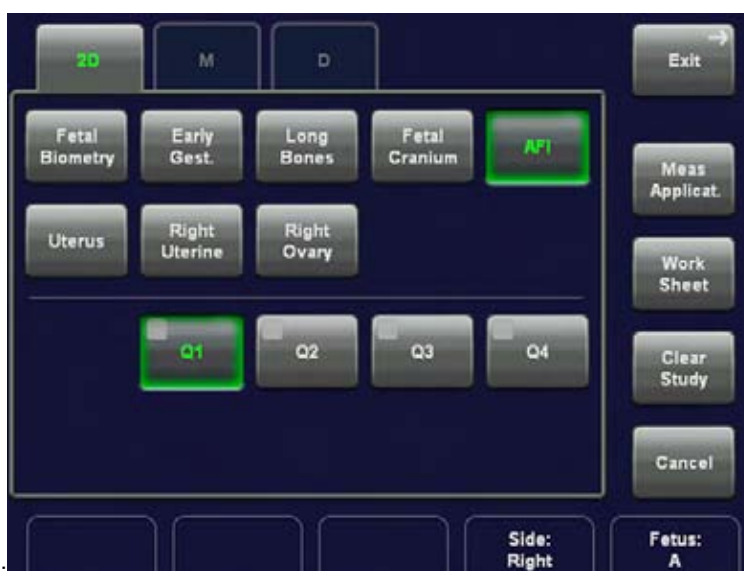 2D
M
D
Exit
Fetal
Biometry
Early
Gest.
Long
Bones
Fetal
Cranium
AFI
Meas
Applicat.
Uterus
Right
Uterine
Right
Ovary
Work
Sheet
Q1
Q2
Q3
Q4
Clear
Study
Cancel
Side:
Right
Fetus:
A
.